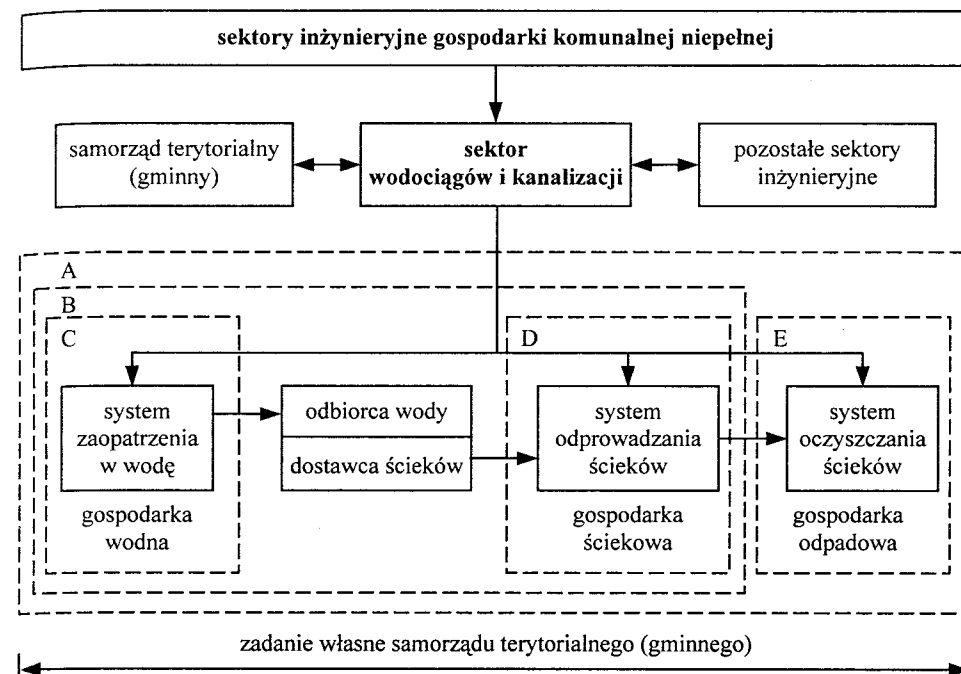 sektory inżynieryjne gospodarki komunalnej niepełnej
samorząd terytorialny
(gminny)
sektor
wodociągów i kanalizacji
pozostałe sektory
inżynieryjne
A
B
C
D
E
system
zaopatrzenia
w wodę
odbiorca wody
dostawca ścieków
system
odprowadzania
ścieków
system
oczyszczania
ścieków
gospodarka
wodna
gospodarka
ściekowa
gospodarka
odpadowa
zadanie własne samorządu terytorialnego (gminnego)